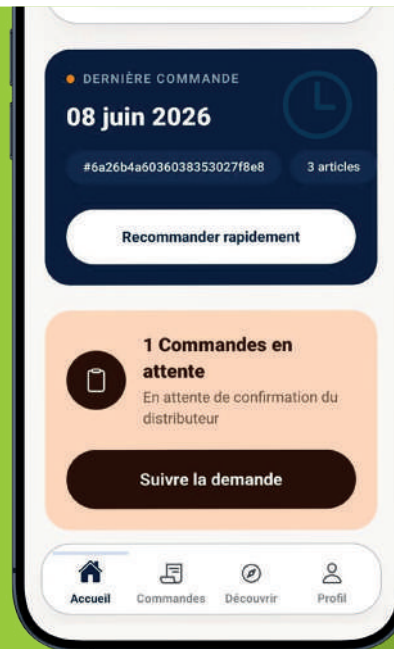 DERNIÈRE COMMANDE
08 juin 2026
#6a26b4a6036038353027f8e8 3 articles
Recommander rapidement
1 Commandes en
attente
En attente de confirmation du
distributeur
Suivre la demande
Accueil Commandes Découvrir Profil